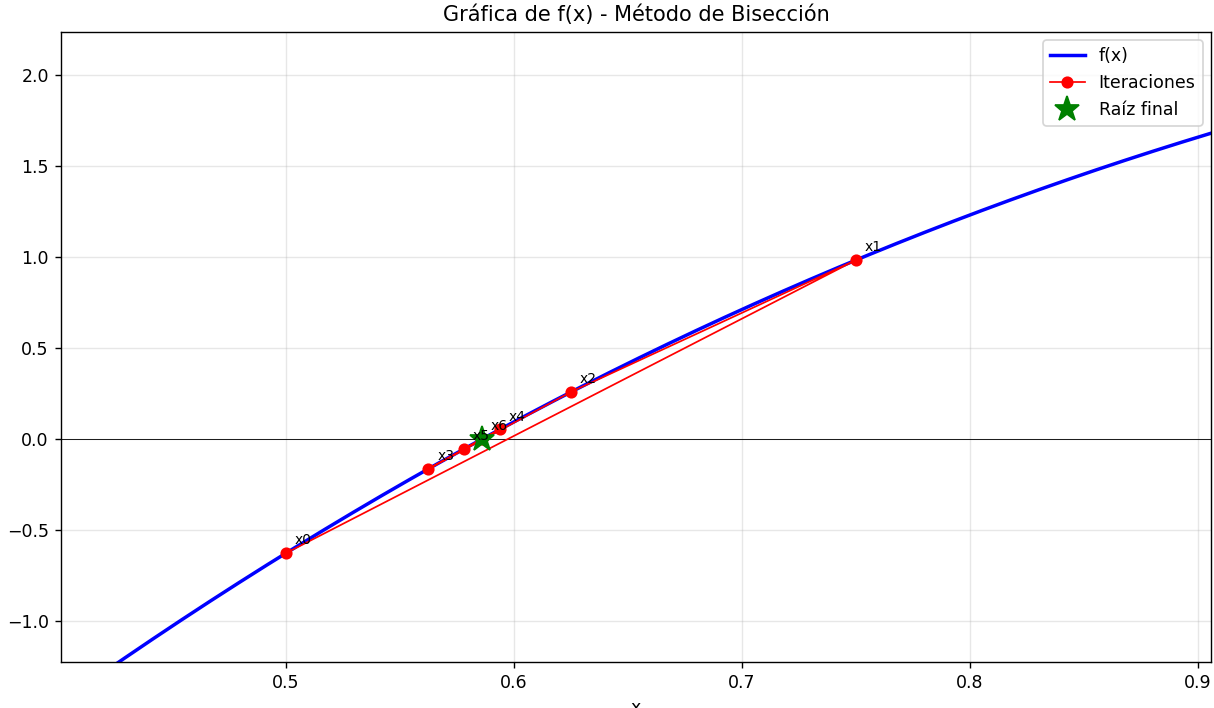 Gráfica de f(x) - Método de Bisección
f(x)
Iteraciones
Raíz final
2.0
1.5
1.0
0.5
0.0
−0.5
−1.0
x1
x2
x4
x6
x5
x3
x0
0.5
0.6
0.7
0.8
0.9
x